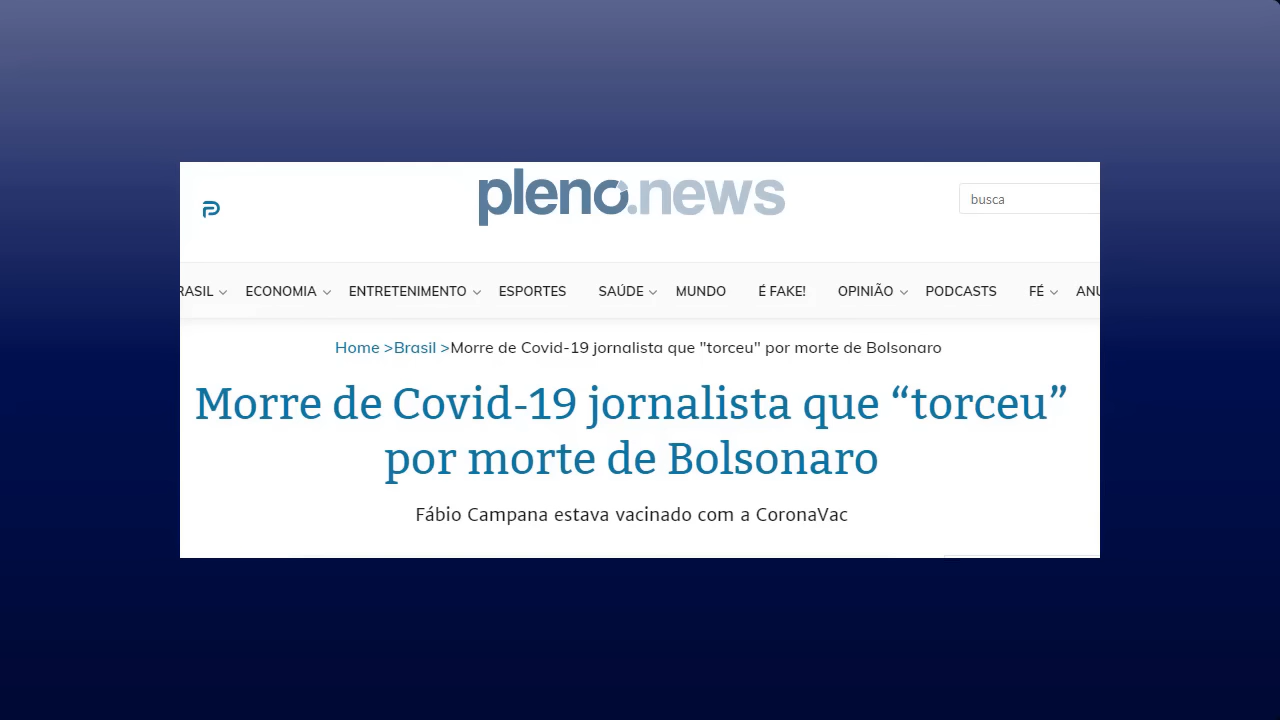 pleno.news
busca
RASIL ECONOMIA ENTRETENIMENTO ESPORTES SAÚDE MUNDO É FAKE! OPINIÃO PODCASTS FÉ ANU
Home >Brasil >Morre de Covid-19 jornalista que "torceu" por morte de Bolsonaro
Morre de Covid-19 jornalista que “torceu”
por morte de Bolsonaro
Fábio Campana estava vacinado com a CoronaVac